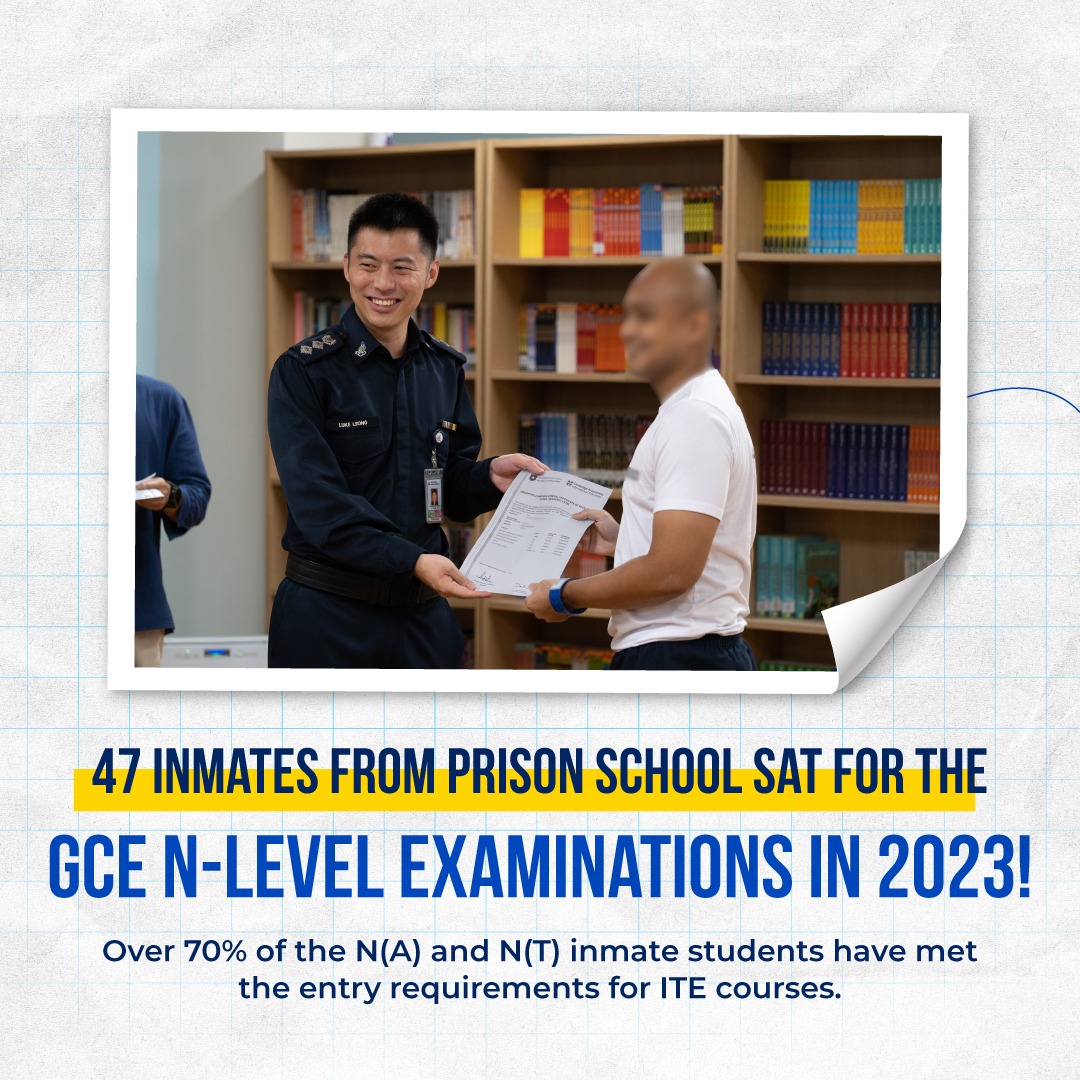 LUKE LEONG
47 INMATES FROM PRISON SCHOOL SAT FOR THE
GCE N-LEVEL EXAMINATIONS IN 2023!
Over 70% of the N(A) and N(T) inmate students have met
the entry requirements for ITE courses.